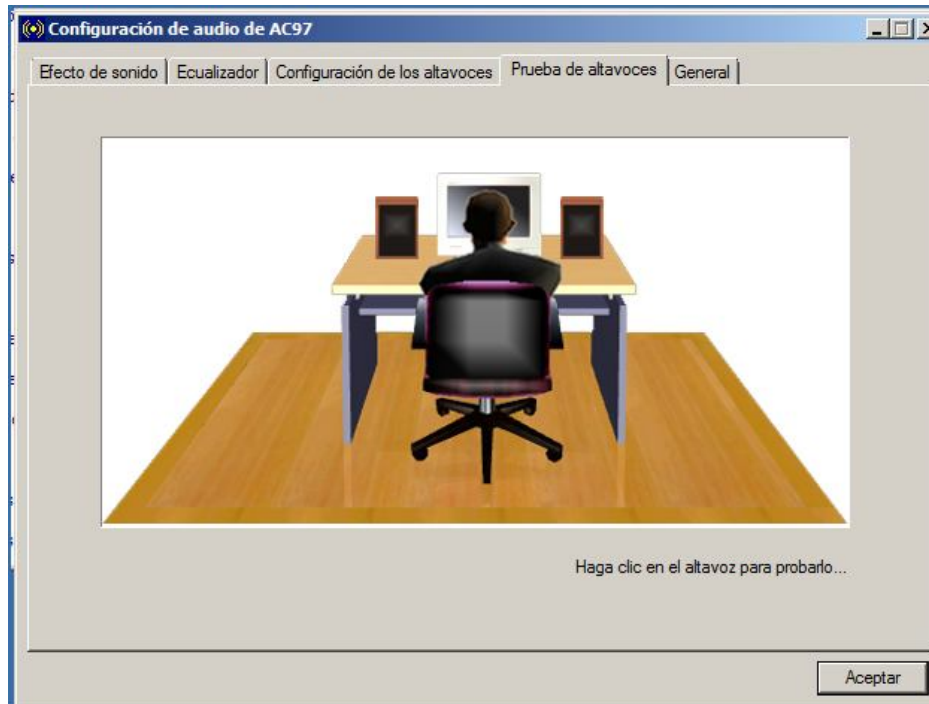 Configuración de audio de AC97
Efecto de sonido Ecualizador Configuración de los altavoces Prueba de altavoces General
Haga clic en el altavoz para probarlo...
Aceptar